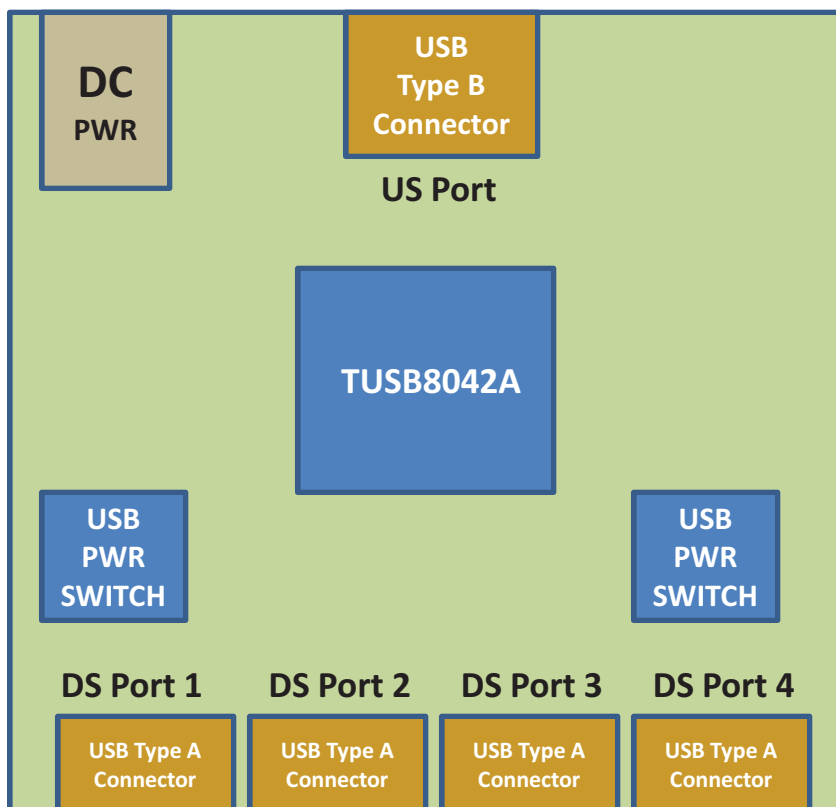 DC
PWR
USB
Type B
Connector
US Port
TUSB8042A
USB
PWR
SWITCH
USB
PWR
SWITCH
DS Port 1
DS Port 2
DS Port 3
DS Port 4
USB Type A
Connector
USB Type A
Connector
USB Type A
Connector
USB Type A
Connector